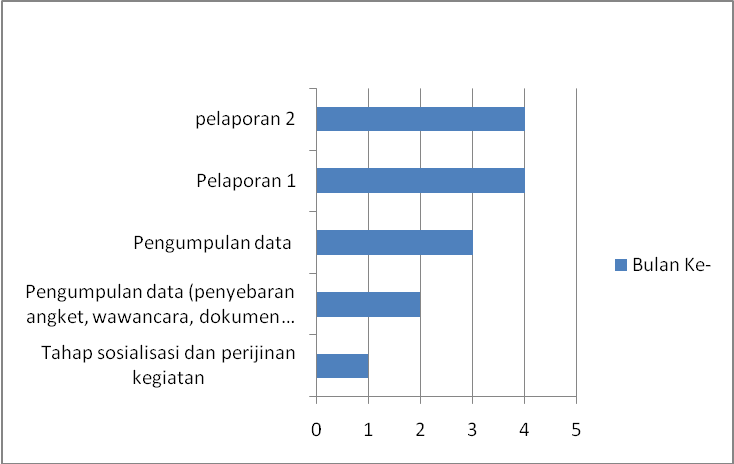 pelaporan 2
Pelaporan 1
Pengumpulan data
Pengumpulan data (penyebaran
angket, wawancara, dokumen...
Tahap sosialisasi dan perijinan
kegiatan
0 1 2 3 4 5
Bulan Ke-